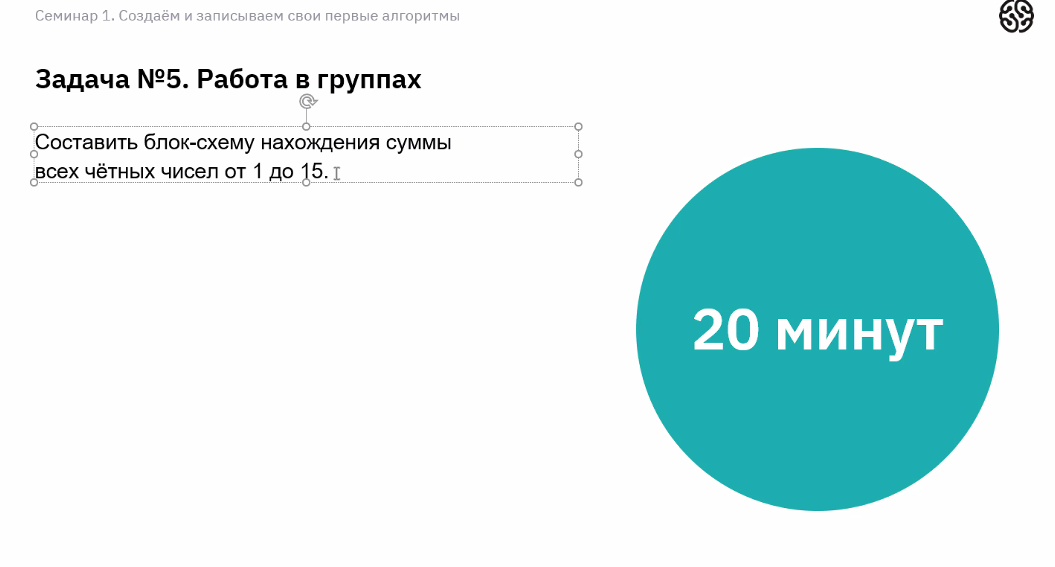 Семинар 1. Создаём и записываем свои первые алгоритмы
Задача №5. Работа в группах
Составить блок-схему нахождения суммы
всех чётных чисел от 1 до 15.
20 минут